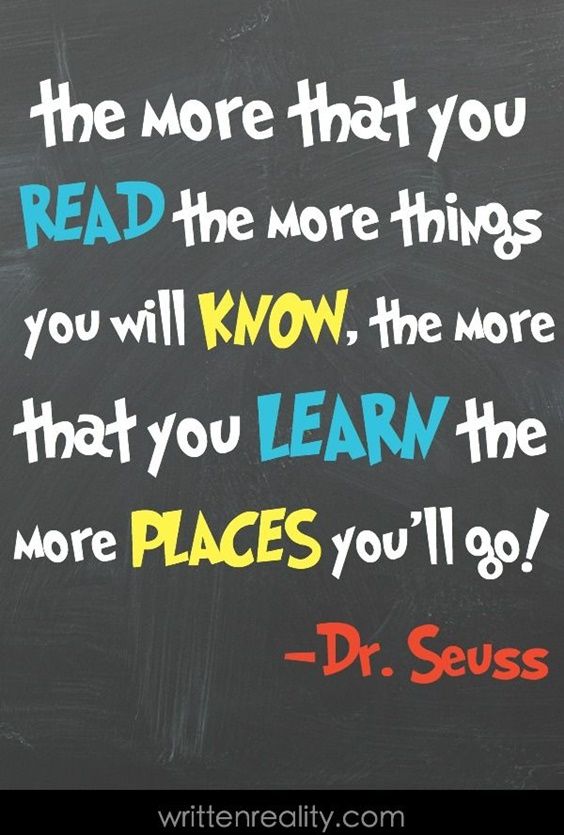 the more that you
READ the more things
you will KNOW, the more
that you LEARN the
more PLACES you'll go!
-Dr. Seuss
writtenreality.com